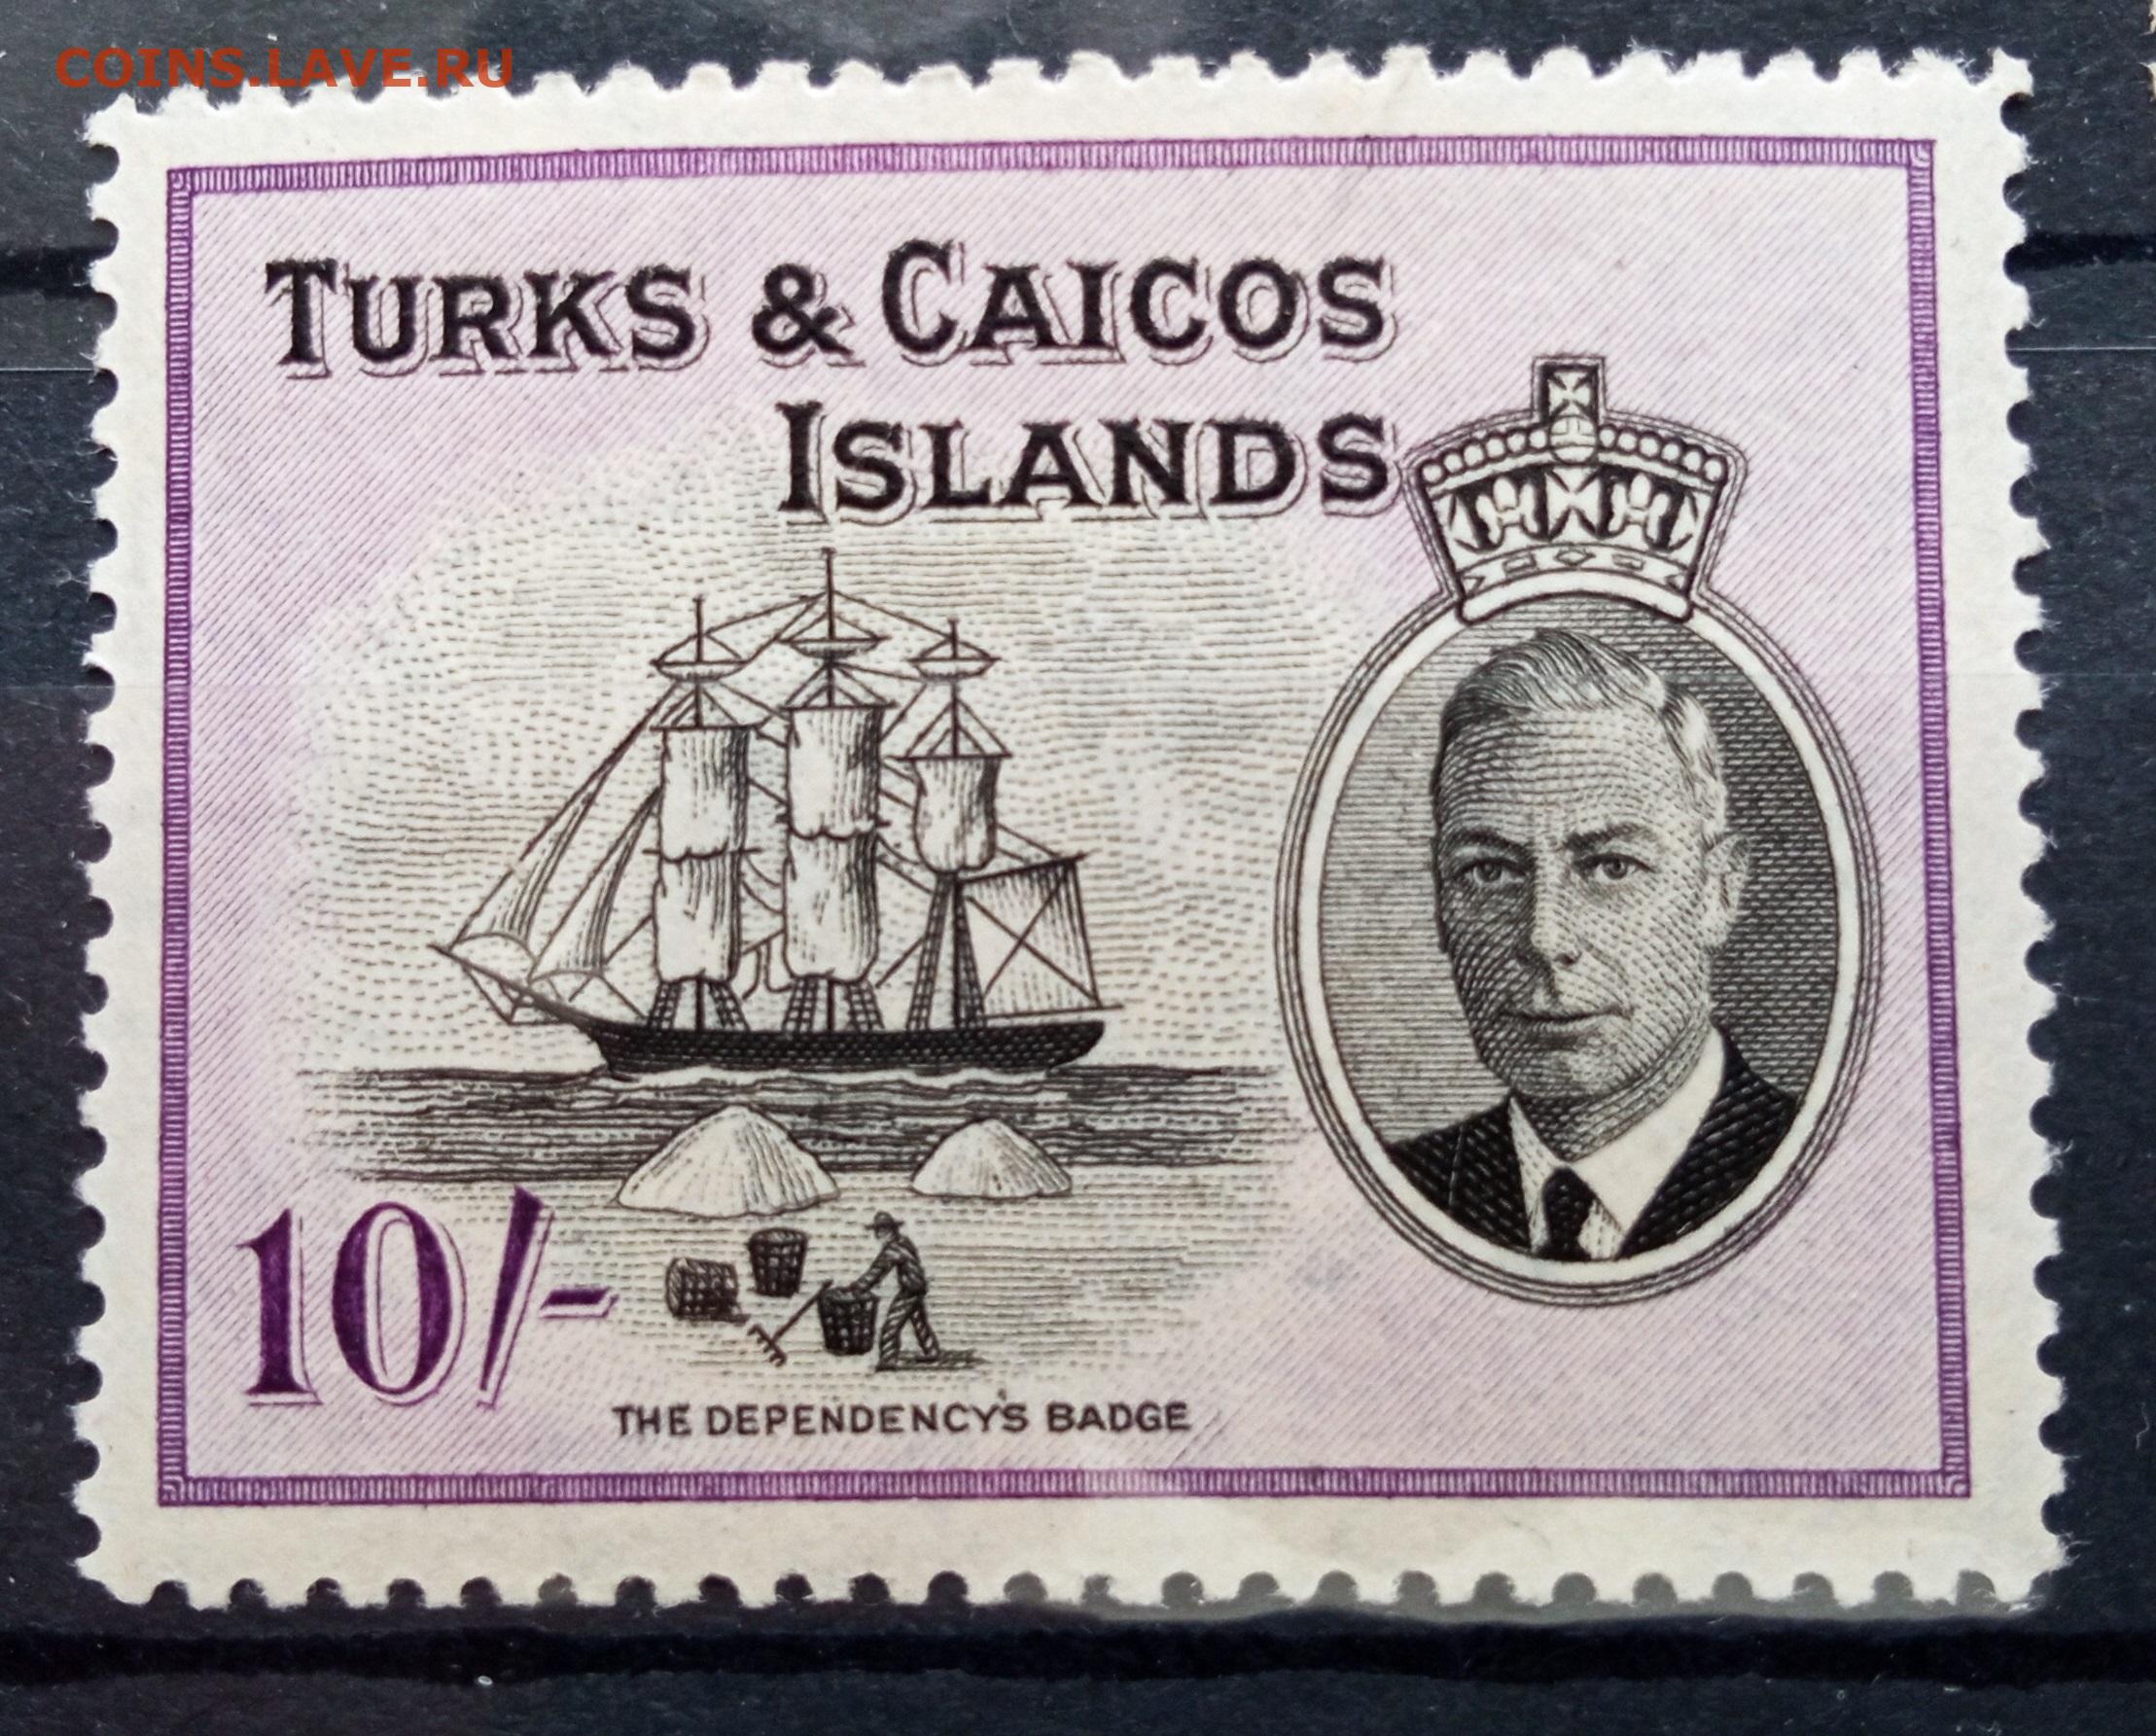 COINS.LAVE.RU
TURKS & CAICOS
ISLANDS
10/-
THE DEPENDENCY'S BADGE